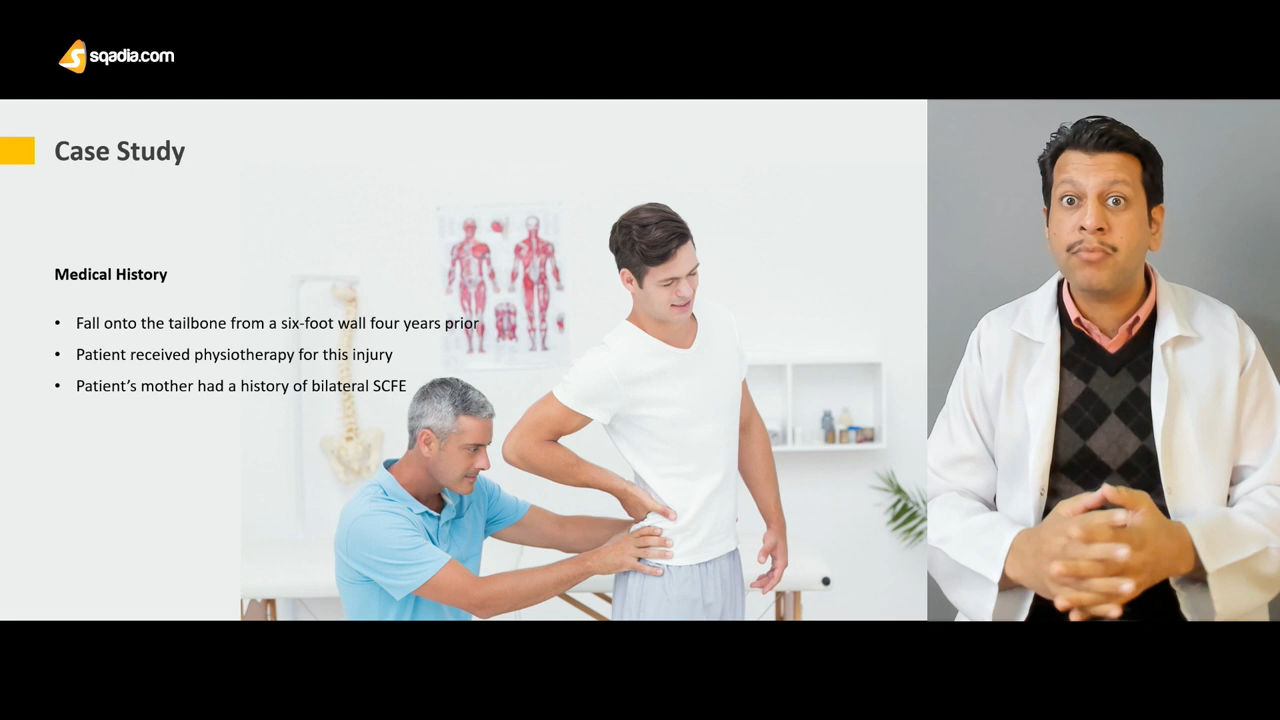 sqadia.com
Case Study
Medical History
• Fall onto the tailbone from a six-foot wall four years prior
• Patient received physiotherapy for this injury
• Patient's mother had a history of bilateral SCFE